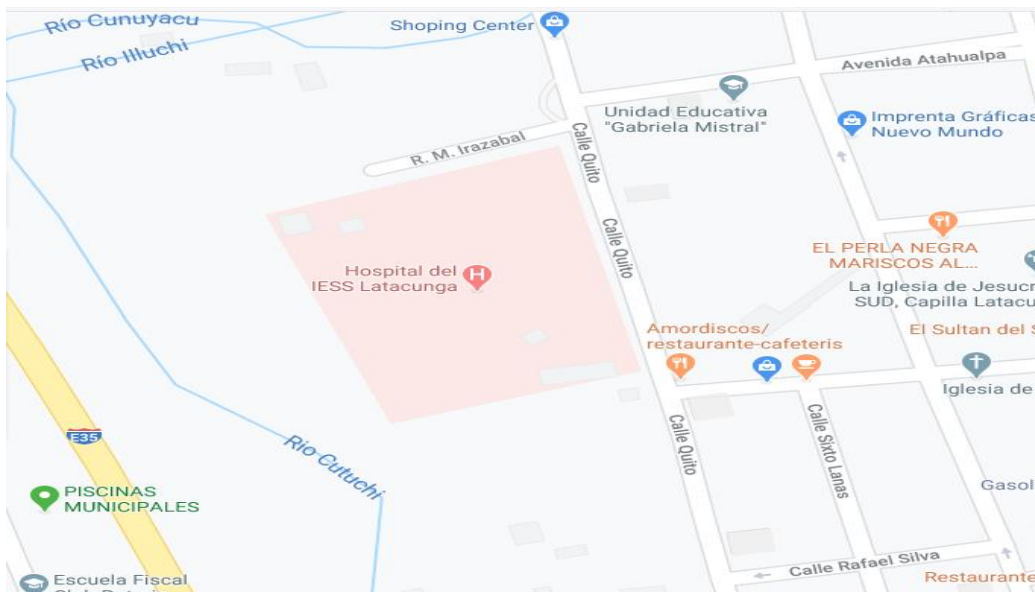 Río Cunuyacu
Shoping Center
Río Illuchi
Avenida Atahualpa
Unidad Educativa
"Gabriela Mistral"
Imprenta Gráficas
Nuevo Mundo
R. M. Irazabal
Calle Quito
Calle Quito
EL PERLA NEGRA
MARISCOS AL...
Hospital del
IESS Latacunga
H
La Iglesia de Jesucr
SUD, Capilla Latacu
Amordiscos/
restaurante-cafeteris
El Sultan del S
Iglesia de
Calle Quito
Calle Sixto Lanas
E35
Rio Cutuchi
PISCINAS
MUNICIPALES
Gasol
Calle Rafael Silva
Escuela Fiscal
Restaurante